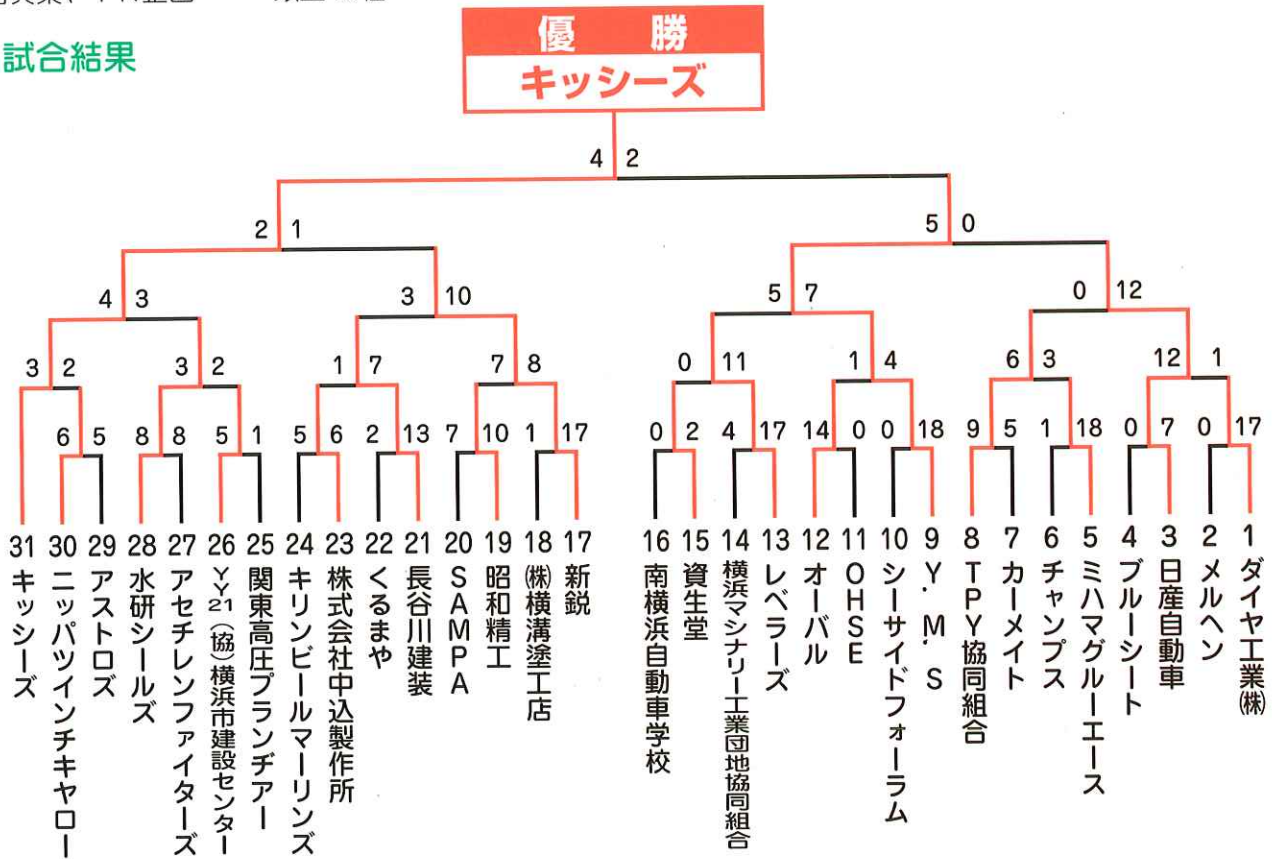 試合結果
優勝
キッシーズ
4 2
2 1
5 0
4 3
3 10
5 7
0 12
3 2
3 2
1 7
7 8
0 11
1 4
6 3
12 1
6 5
8 8
5 1
5 6
2 13
7 10
1 17
0 2
4 17
14 0
0 18
9 5
1 18
0 7
0 17
31 キッシーズ
30 ニッパツインチキヤロー
29 アストロズ
28 水研シールズ
27 アセチレンファイターズ
26 YY21(協)横浜市建設センター
25 関東高圧プランヂアー
24 キリンビールマーリンズ
23 株式会社中込製作所
22 くるまや
21 長谷川建装
20 SAMPA
19 昭和精工
18 (株)横溝塗工店
17 新鋭
16 南横浜自動車学校
15 資生堂
14 横浜マシナリー工業団地協同組合
13 レベラーズ
12 オーバル
11 OHSE
10 シーサイドフォーラム
9 Y.M.S
8 TPY協同組合
7 カーメイト
6 チャンプス
5 ミハマグルーエース
4 ブルーシート
3 日産自動車
2 メルヘン
1 ダイヤ工業(株)